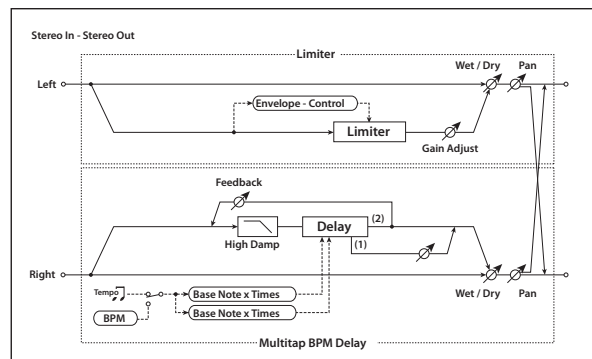 Stereo In - Stereo Out
Limiter
Wet / Dry
Pan
Left
Envelope - Control
Limiter
Gain Adjust
Feedback
Delay
(2)
(1)
High Damp
Right
Tempo
BPM
Base Note x Times
Base Note x Times
Wet / Dry
Pan
Multitap BPM Delay